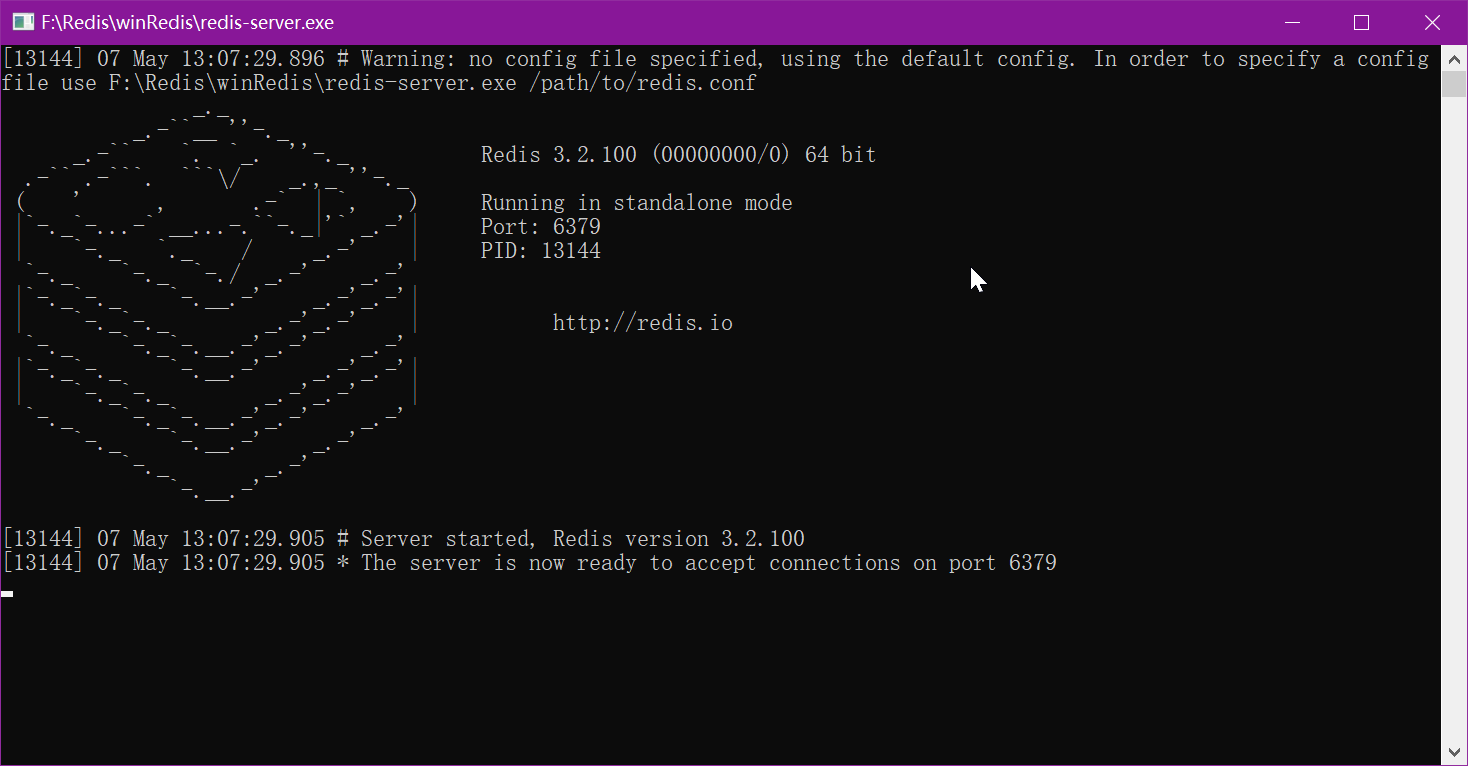 F:\Redis\winRedis\redis-server.exe
[13144] 07 May 13:07:29.896 # Warning: no config file specified, using the default config. In order to specify a config
file use F:\Redis\winRedis\redis-server.exe /path/to/redis.conf
Redis 3.2.100 (00000000/0) 64 bit
Running in standalone mode
Port: 6379
PID: 13144
http://redis.io
[13144] 07 May 13:07:29.905 # Server started, Redis version 3.2.100
[13144] 07 May 13:07:29.905 * The server is now ready to accept connections on port 6379